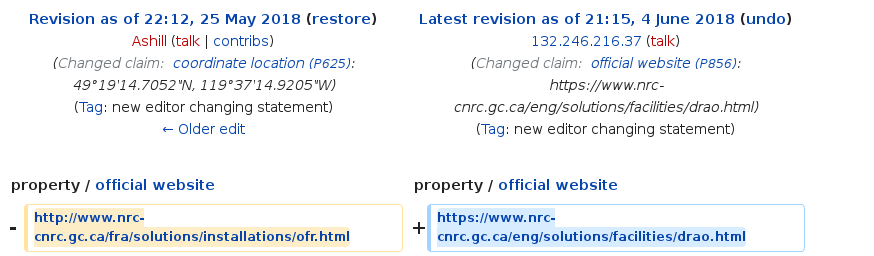 Revision as of 22:12, 25 May 2018 (restore)
Ashill (talk | contribs)
(Changed claim: coordinate location (P625):
49°19'14.7052"N, 119°37'14.9205"W)
(Tag: new editor changing statement)
← Older edit
Latest revision as of 21:15, 4 June 2018 (undo)
132.246.216.37 (talk)
(Changed claim: official website (P856):
https://www.nrc-
cnrc.gc.ca/eng/solutions/facilities/drao.html)
(Tag: new editor changing statement)
property / official website
- http://www.nrc-
cnrc.gc.ca/fra/solutions/installations/ofr.html
property / official website
+ https://www.nrc-
cnrc.gc.ca/eng/solutions/facilities/drao.html